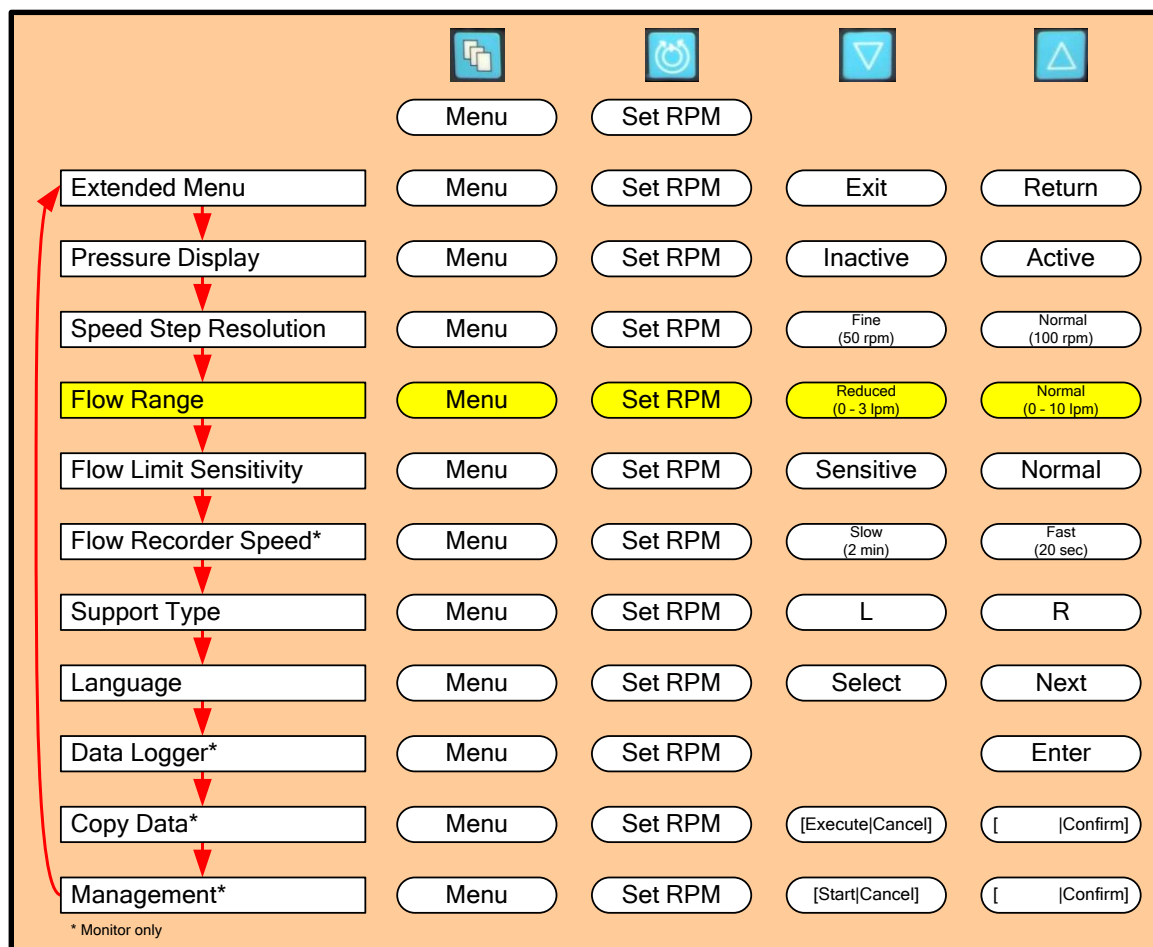 Menu Set RPM
Extended Menu Menu Set RPM Exit Return
Pressure Display Menu Set RPM Inactive Active
Speed Step Resolution Menu Set RPM Fine Normal
(50 rpm) (100 rpm)
Flow Range Menu Set RPM Reduced Normal
(0 - 3 lpm) (0 - 10 lpm)
Flow Limit Sensitivity Menu Set RPM Sensitive Normal
Flow Recorder Speed* Menu Set RPM Slow Fast
(2 min) (20 sec)
Support Type Menu Set RPM L R
Language Menu Set RPM Select Next
Data Logger* Menu Set RPM Enter
Copy Data* Menu Set RPM [Execute|Cancel] [ |Confirm]
Management* Menu Set RPM [Start|Cancel] [ |Confirm]
* Monitor only